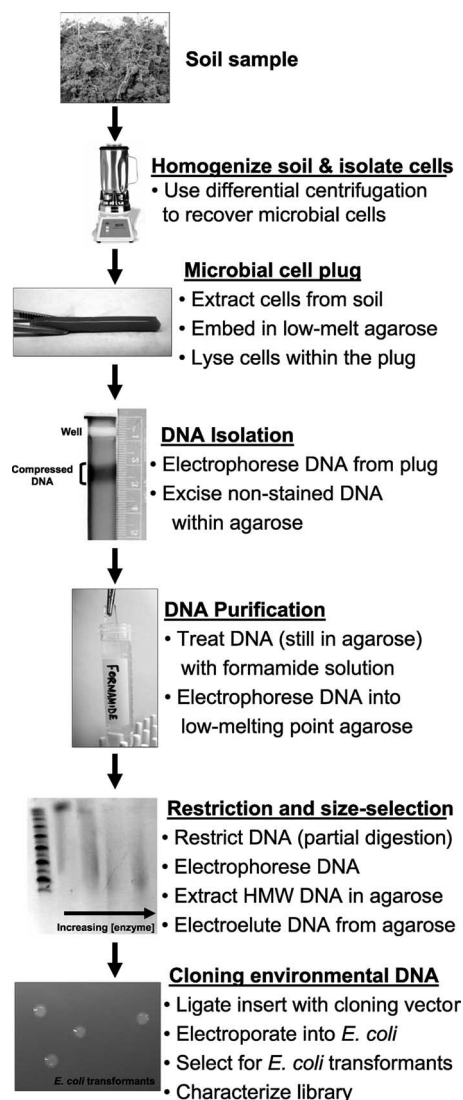 Soil sample
Homogenize soil & isolate cells
• Use differential centrifugation
to recover microbial cells
Microbial cell plug
• Extract cells from soil
• Embed in low-melt agarose
• Lyse cells within the plug
Well
Compressed
DNA
DNA Isolation
• Electrophorese DNA from plug
• Excise non-stained DNA
within agarose
FORMAMIDE
DNA Purification
• Treat DNA (still in agarose)
with formamide solution
• Electrophorese DNA into
low-melting point agarose
Restriction and size-selection
• Restrict DNA (partial digestion)
• Electrophorese DNA
• Extract HMW DNA in agarose
• Electroelute DNA from agarose
Increasing [enzyme]
Cloning environmental DNA
• Ligate insert with cloning vector
• Electroporate into E. coli
• Select for E. coli transformants
• Characterize library
E. coli transformants